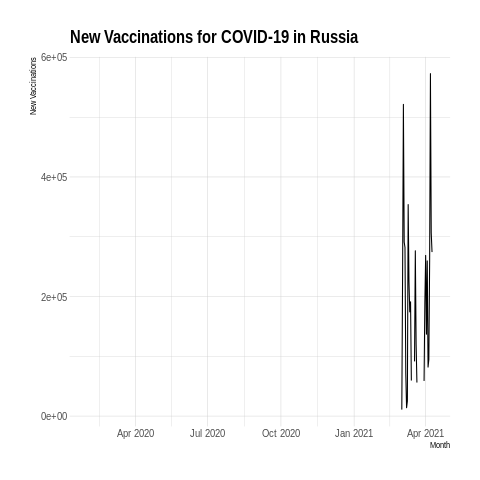 New Vaccinations for COVID-19 in Russia
New Vaccinations
6e+05
4e+05
2e+05
0e+00
Apr 2020 Jul 2020 Oct 2020 Jan 2021 Apr 2021
Month